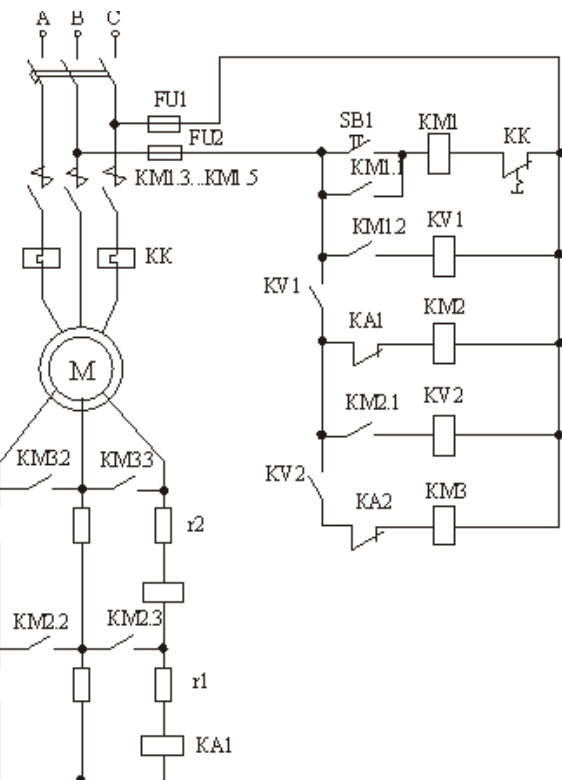 A B C
FU1
SB1
KM1
FU2
KK
KM1.1
KM1.3...KM1.5
KM1.2
KV1
KK
KV1
KA1
KM2
M
KM2.1
KV2
KM3.2
KM3.3
KV2
KA2
KM3
r2
KM2.2
KM2.3
r1
KA1